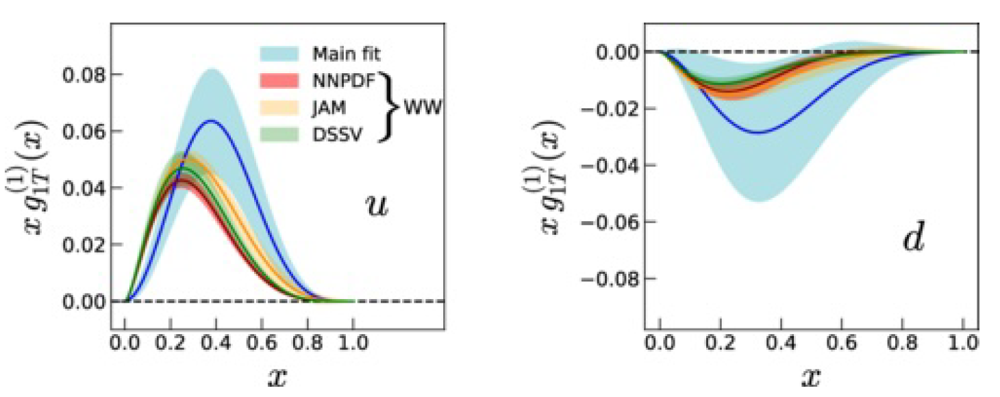 Main fit
NNPDF
JAM
DSSV
} WW
u
0.08
0.06
0.04
0.02
0.00
x g_{1T}^{(1)}(x)
0.0 0.2 0.4 0.6 0.8 1.0
x
0.00
−0.02
−0.04
−0.06
−0.08
x g_{1T}^{(1)}(x)
d
0.0 0.2 0.4 0.6 0.8 1.0
x